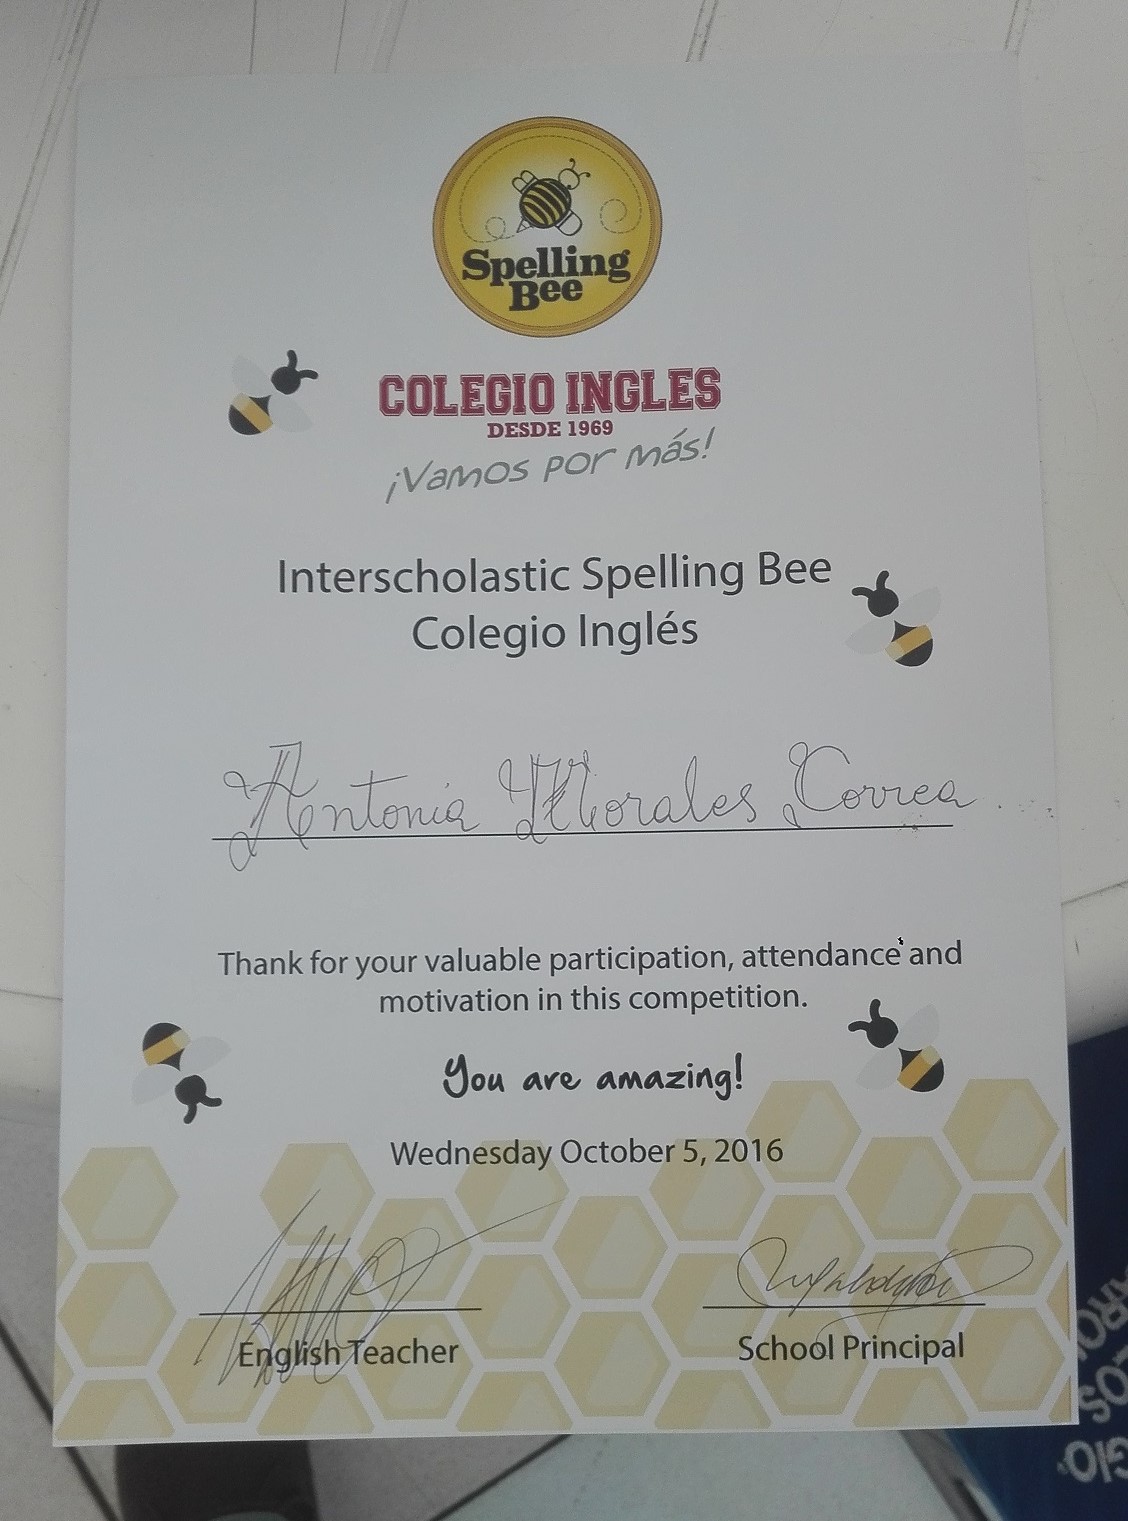 Spelling
Bee
COLEGIO INGLES
DESDE 1969
¡Vamos por más!
Interscholastic Spelling Bee
Colegio Inglés
Antonia Morales Correa
Thank for your valuable participation, attendance and
motivation in this competition.
You are amazing!
Wednesday October 5, 2016
English Teacher
School Principal